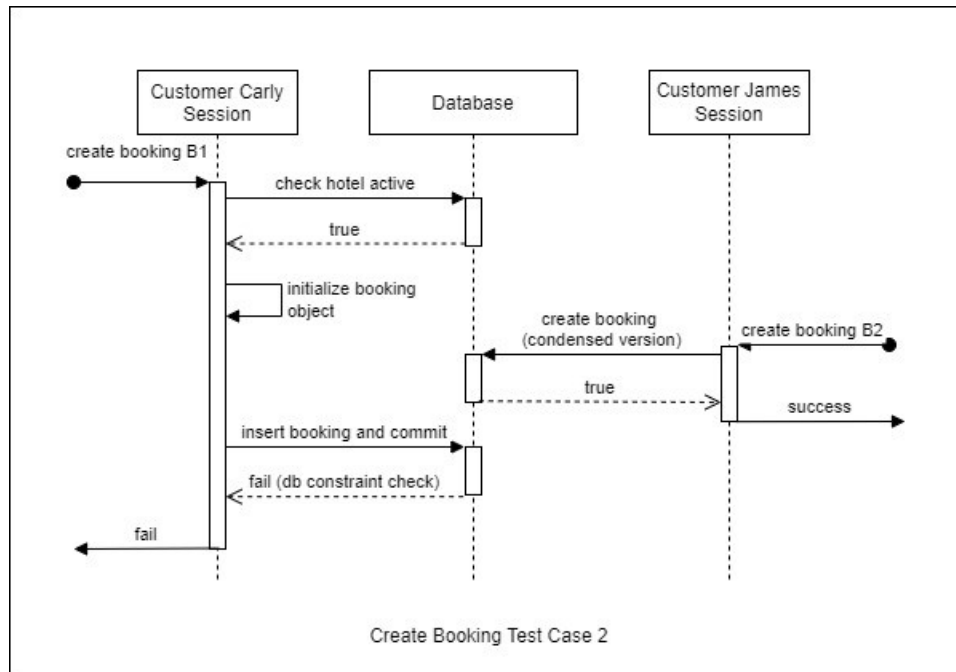 Customer Carly
Session
Database
Customer James
Session
create booking B1
check hotel active
true
initialize booking
object
create booking
(condensed version)
create booking B2
true
success
insert booking and commit
fail (db constraint check)
fail
Create Booking Test Case 2